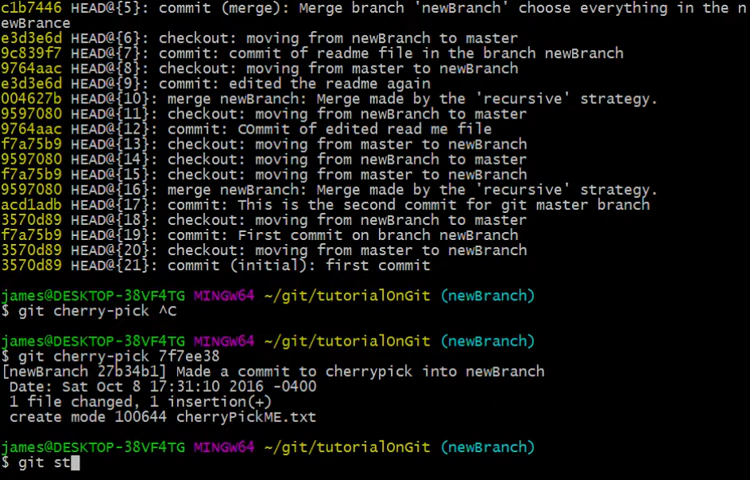 c1b7446 HEAD@{5}: commit (merge): Merge branch 'newBranch' choose everything in the n
ewBrance
e3d3e6d HEAD@{6}: checkout: moving from newBranch to master
9c839f7 HEAD@{7}: commit: commit of readme file in the branch newBranch
9764aac HEAD@{8}: checkout: moving from master to newBranch
e3d3e6d HEAD@{9}: commit: edited the readme again
004627b HEAD@{10}: merge newBranch: Merge made by the 'recursive' strategy.
9597080 HEAD@{11}: checkout: moving from newBranch to master
9764aac HEAD@{12}: commit: COmmit of edited read me file
f7a75b9 HEAD@{13}: checkout: moving from master to newBranch
9597080 HEAD@{14}: checkout: moving from newBranch to master
f7a75b9 HEAD@{15}: checkout: moving from master to newBranch
9597080 HEAD@{16}: merge newBranch: Merge made by the 'recursive' strategy.
acd1adb HEAD@{17}: commit: This is the second commit for git master branch
3570d89 HEAD@{18}: checkout: moving from newBranch to master
f7a75b9 HEAD@{19}: commit: First commit on branch newBranch
3570d89 HEAD@{20}: checkout: moving from master to newBranch
3570d89 HEAD@{21}: commit (initial): first commit
james@DESKTOP-38VF4TG MINGW64 ~/git/tutorialOnGit (newBranch)
$ git cherry-pick ^C
james@DESKTOP-38VF4TG MINGW64 ~/git/tutorialOnGit (newBranch)
$ git cherry-pick 7f7ee38
[newBranch 27b34b1] Made a commit to cherrypick into newBranch
Date: Sat Oct 8 17:31:10 2016 -0400
1 file changed, 1 insertion(+)
create mode 100644 cherryPickME.txt
james@DESKTOP-38VF4TG MINGW64 ~/git/tutorialOnGit (newBranch)
$ git st